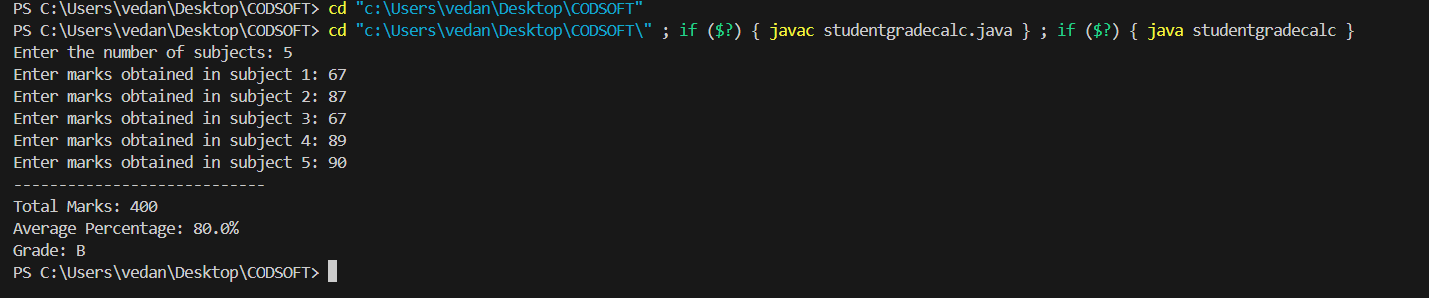 PS C:\Users\vedan\Desktop\CODSOFT> cd "c:\Users\vedan\Desktop\CODSOFT"
PS C:\Users\vedan\Desktop\CODSOFT> cd "c:\Users\vedan\Desktop\CODSOFT\" ; if ($?) { javac studentgradecalc.java } ; if ($?) { java studentgradecalc }
Enter the number of subjects: 5
Enter marks obtained in subject 1: 67
Enter marks obtained in subject 2: 87
Enter marks obtained in subject 3: 67
Enter marks obtained in subject 4: 89
Enter marks obtained in subject 5: 90
----------------------------
Total Marks: 400
Average Percentage: 80.0%
Grade: B
PS C:\Users\vedan\Desktop\CODSOFT>